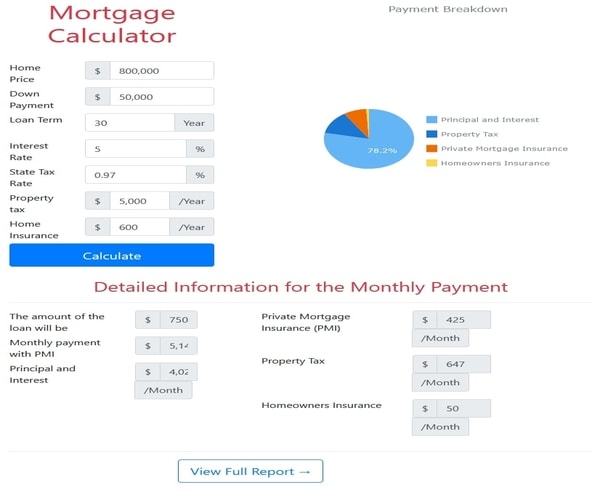 Mortgage
Calculator
Payment Breakdown
Home
Price
$ 800,000
Down
Payment
$ 50,000
Loan Term
30 Year
Interest
Rate
5 %
State Tax
Rate
0.97 %
Property
tax
$ 5,000 /Year
Home
Insurance
$ 600 /Year
Calculate
78.2%
Principal and Interest
Property Tax
Private Mortgage Insurance
Homeowners Insurance
Detailed Information for the Monthly Payment
The amount of the
loan will be
$ 750
Monthly payment
with PMI
$ 5,14
Principal and
Interest
$ 4,02
/Month
Private Mortgage
Insurance (PMI)
$ 425
/Month
Property Tax
$ 647
/Month
Homeowners Insurance
$ 50
/Month
View Full Report →